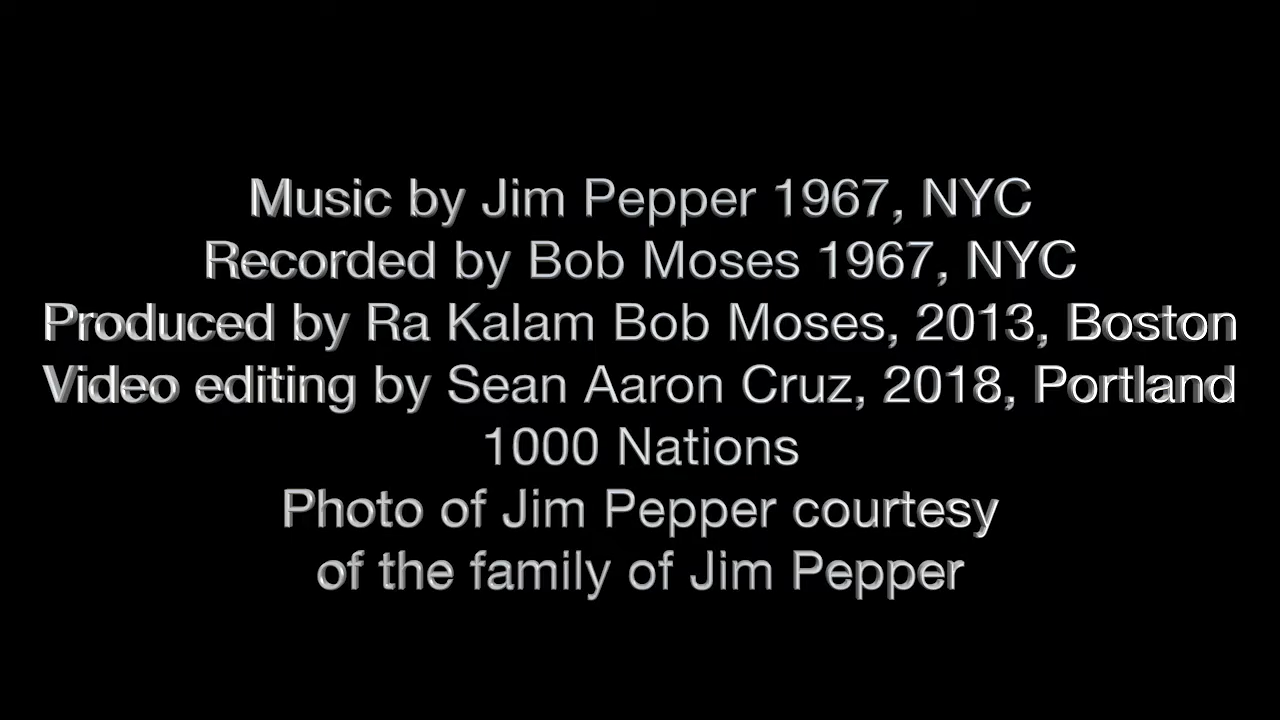 Music by Jim Pepper 1967, NYC
Recorded by Bob Moses 1967, NYC
Produced by Ra Kalam Bob Moses, 2013, Boston
Video editing by Sean Aaron Cruz, 2018, Portland
1000 Nations
Photo of Jim Pepper courtesy
of the family of Jim Pepper